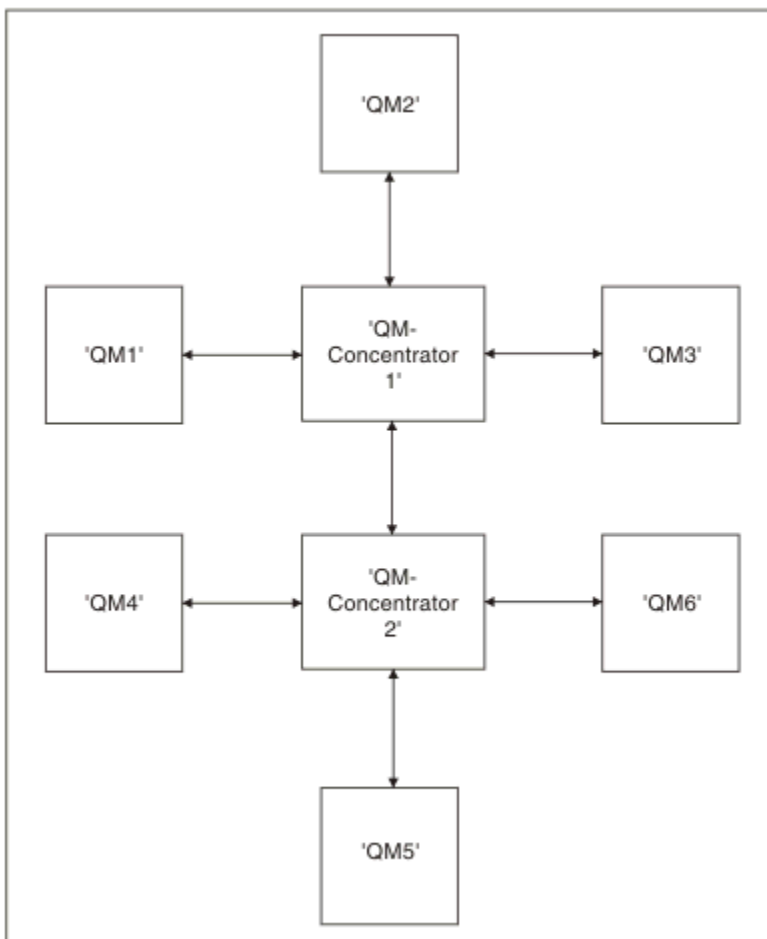 'QM2'
'QM1'
'QM-
Concentrator
1'
'QM3'
'QM4'
'QM-
Concentrator
2'
'QM6'
'QM5'